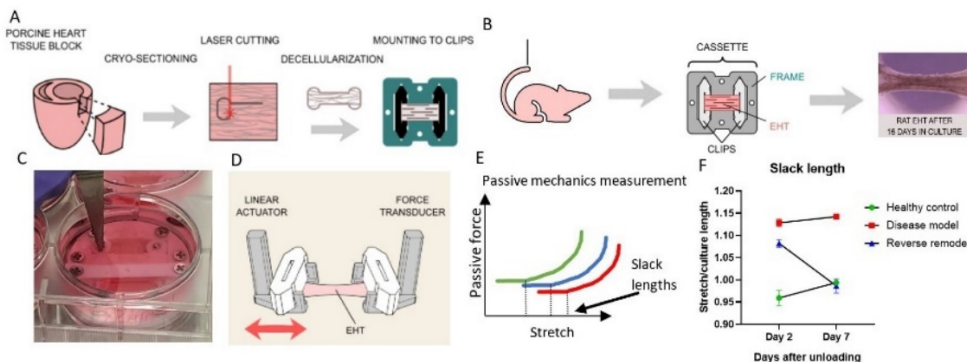 A
PORCINE HEART
TISSUE BLOCK
CRYO-SECTIONING
LASER CUTTING
DECELLULARIZATION
MOUNTING TO CLIPS
B
CASSETTE
FRAME
EHT
CLIPS
RAT EHT AFTER
16 DAYS IN CULTURE
C
D
LINEAR
ACTUATOR
FORCE
TRANSDUCER
EHT
E
Passive mechanics measurement
Passive force
Slack
lengths
Stretch
F
Slack length
Stretch/culture length
1.20
1.15
1.10
1.05
1.00
0.95
0.90
Day 2
Day 7
Days after unloading
Healthy control
Disease model
Reverse remode